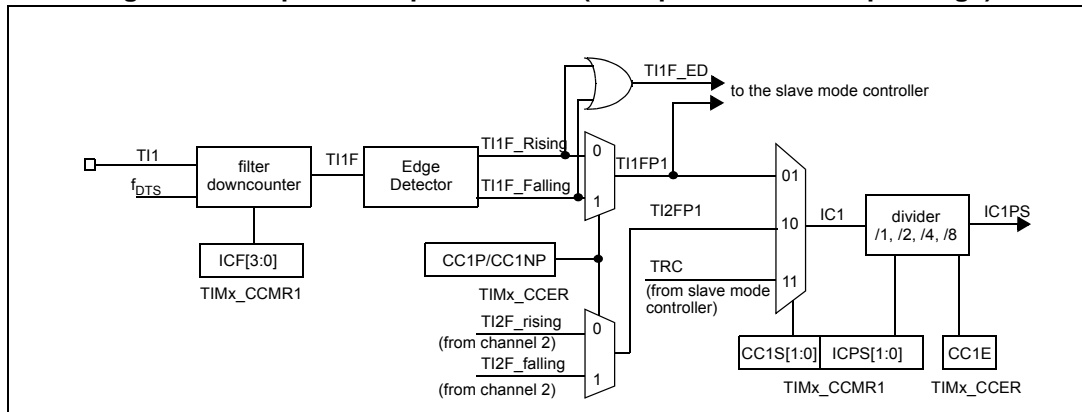 TI1F_ED
to the slave mode controller
TI1
filter
downcounter
TI1F
Edge
Detector
TI1F_Rising
0
TI1F_Falling
1
TI1FP1
01
f_DTS
ICF[3:0]
TIMx_CCMR1
CC1P/CC1NP
TIMx_CCER
TI2FP1
10
IC1
divider
/1, /2, /4, /8
IC1PS
TRC
11
(from slave mode
controller)
TI2F_rising
0
(from channel 2)
TI2F_falling
1
(from channel 2)
CC1S[1:0]
ICPS[1:0]
CC1E
TIMx_CCMR1
TIMx_CCER